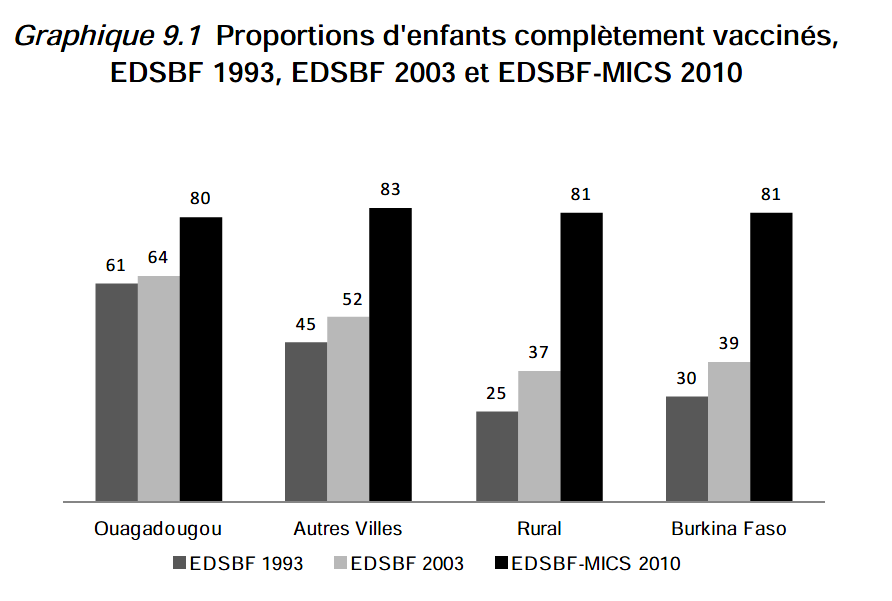 Graphique 9.1 Proportions d'enfants complètement vaccinés,
EDSBF 1993, EDSBF 2003 et EDSBF-MICS 2010
61
64
80
45
52
83
25
37
81
30
39
81
Ouagadougou
Autres Villes
Rural
Burkina Faso
EDSBF 1993
EDSBF 2003
EDSBF-MICS 2010